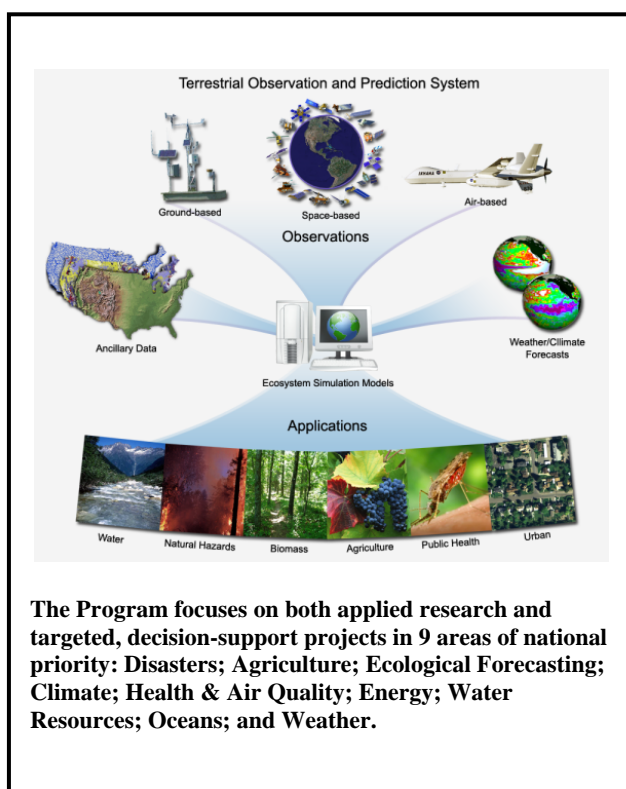 Terrestrial Observation and Prediction System
Ground-based
Space-based
Air-based
Observations
Ancillary Data
Weather/Climate
Forecasts
Ecosystem Simulation Models
Applications
Water
Natural Hazards
Biomass
Agriculture
Public Health
Urban
The Program focuses on both applied research and
targeted, decision-support projects in 9 areas of national
priority: Disasters; Agriculture; Ecological Forecasting;
Climate; Health & Air Quality; Energy; Water
Resources; Oceans; and Weather.